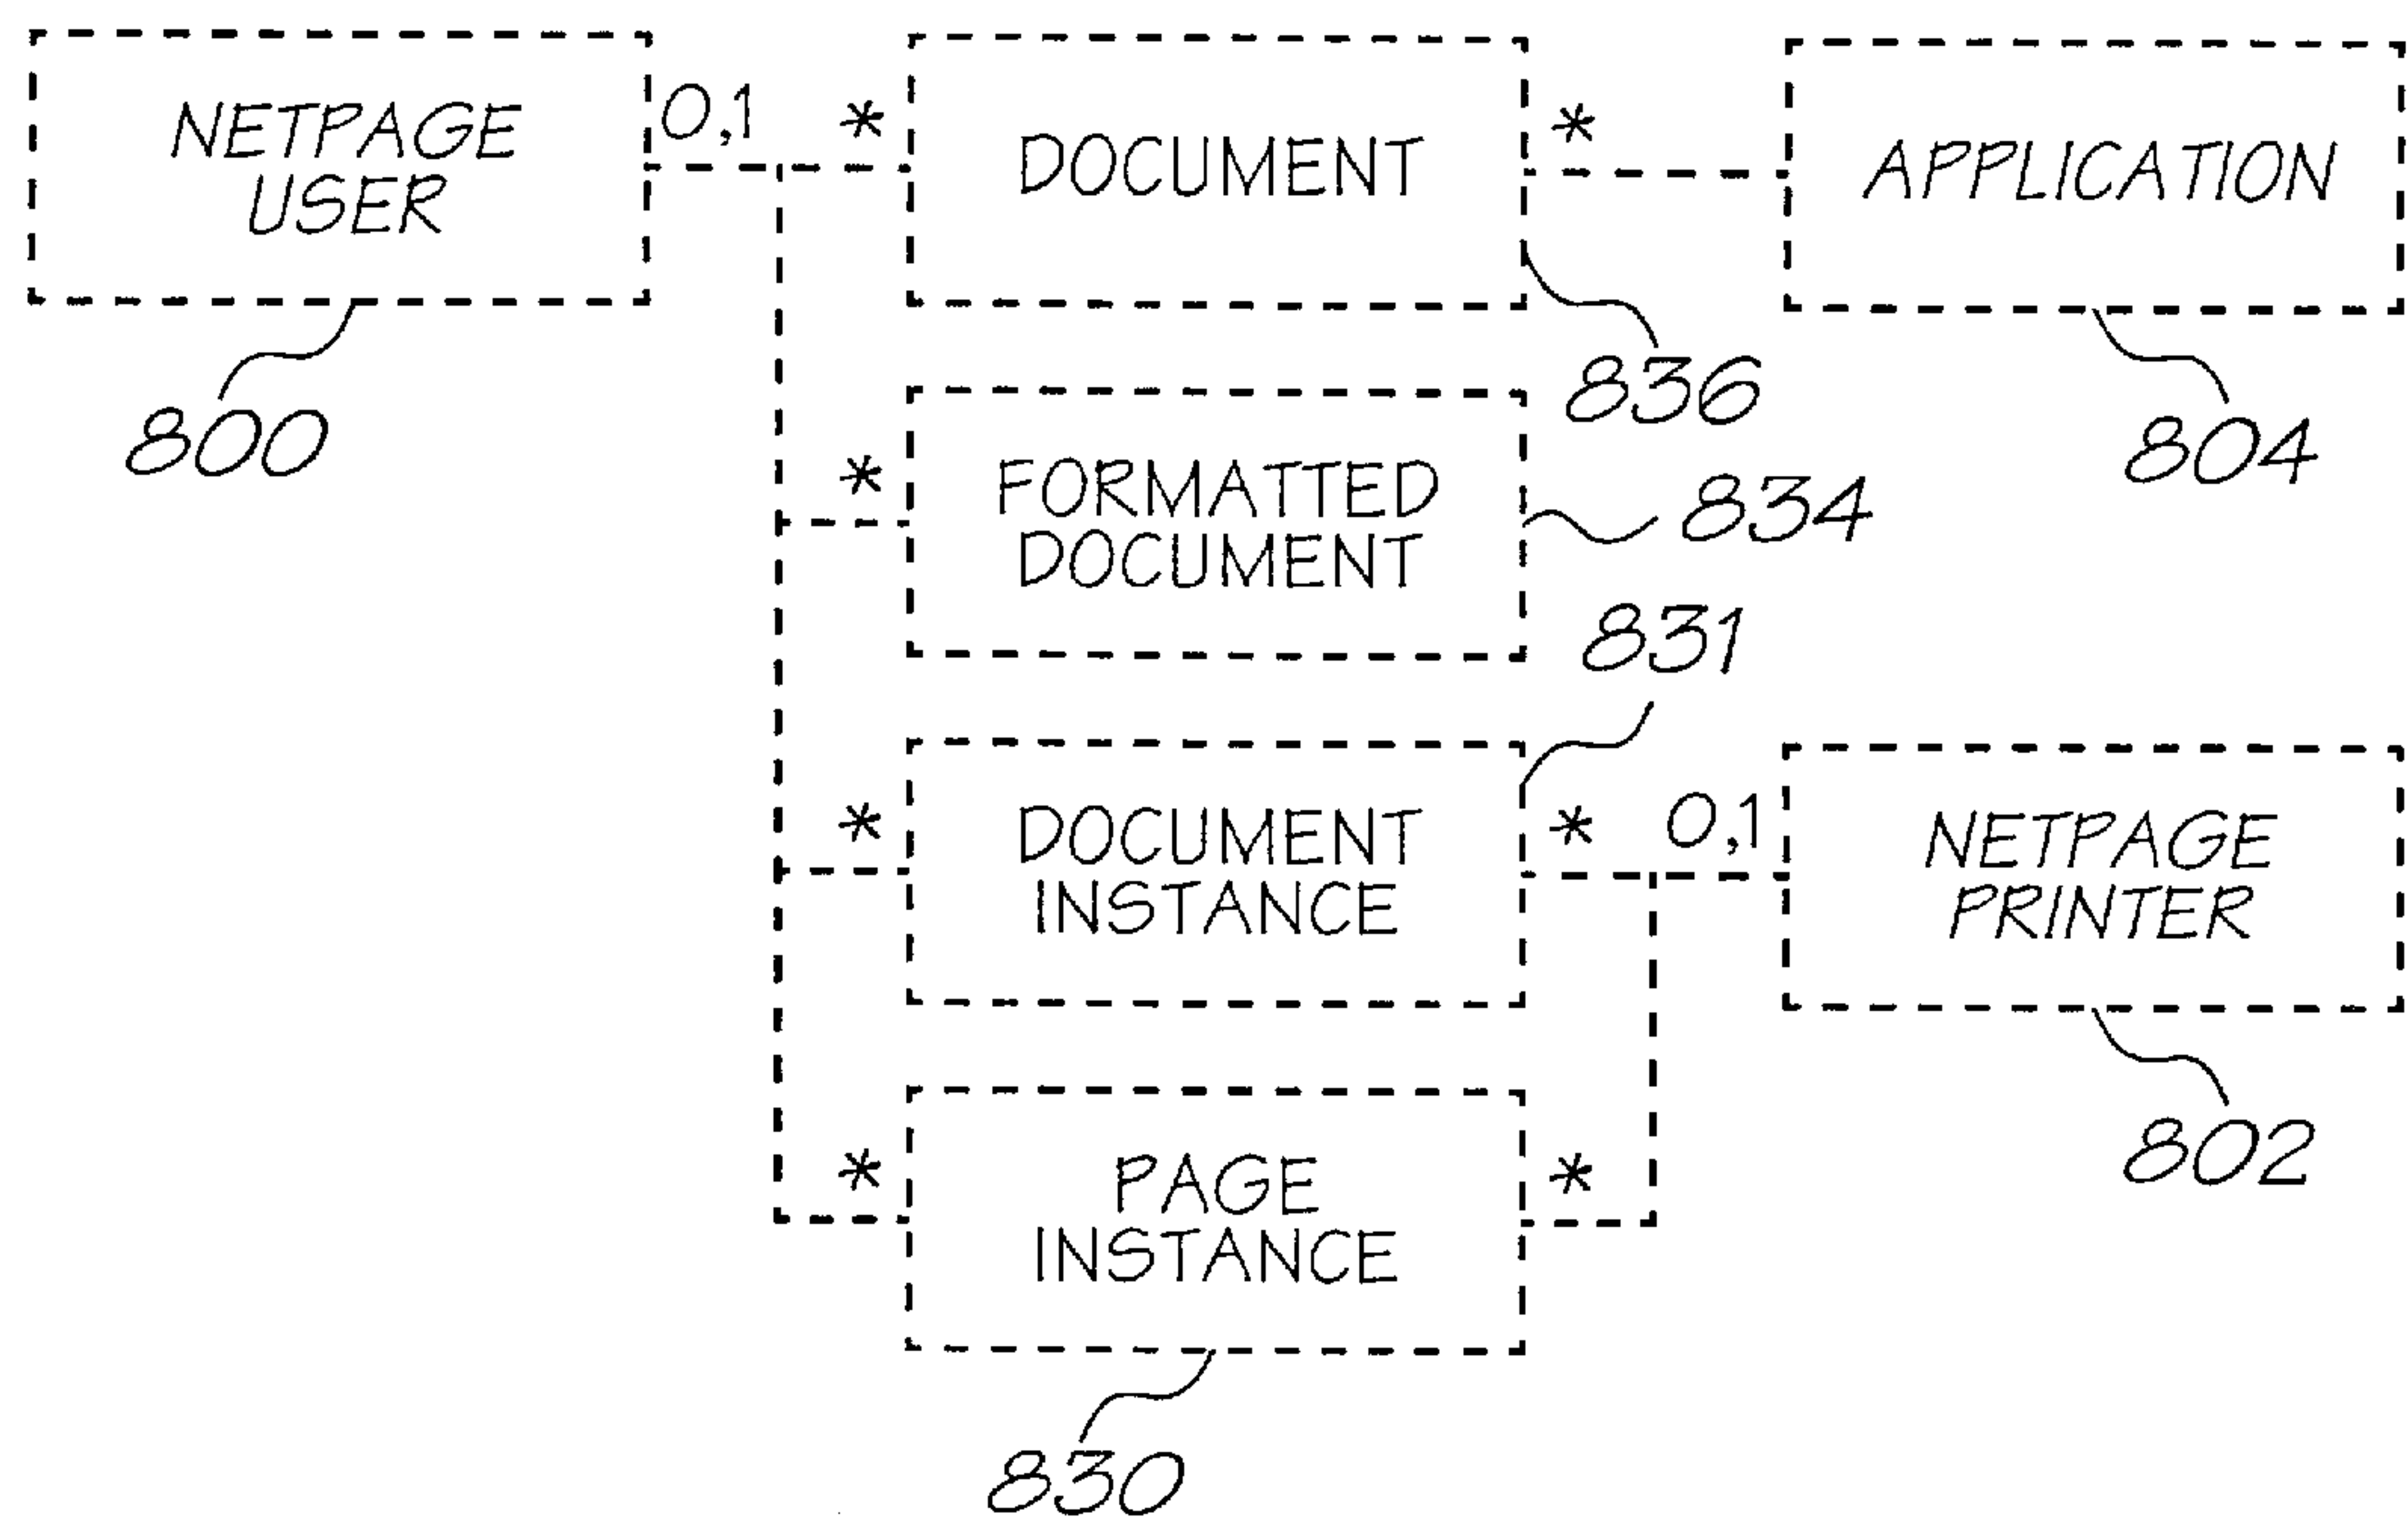 NETPAGE
USER
0,1
*
DOCUMENT
*
APPLICATION
800
836
804
*
FORMATTED
DOCUMENT
834
831
*
DOCUMENT
INSTANCE
*
0,1
NETPAGE
PRINTER
802
*
PAGE
INSTANCE
*
830